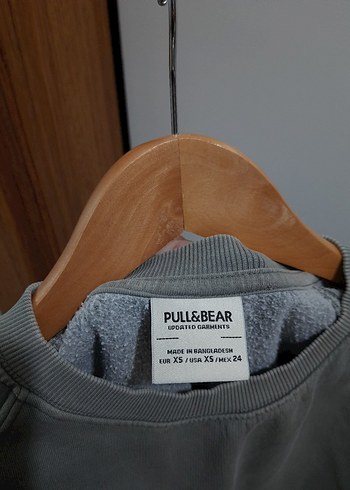 PULL&BEAR
UPDATED GARMENTS
MADE IN BANGLADESH
EUR XS / USA XS / MEX 24